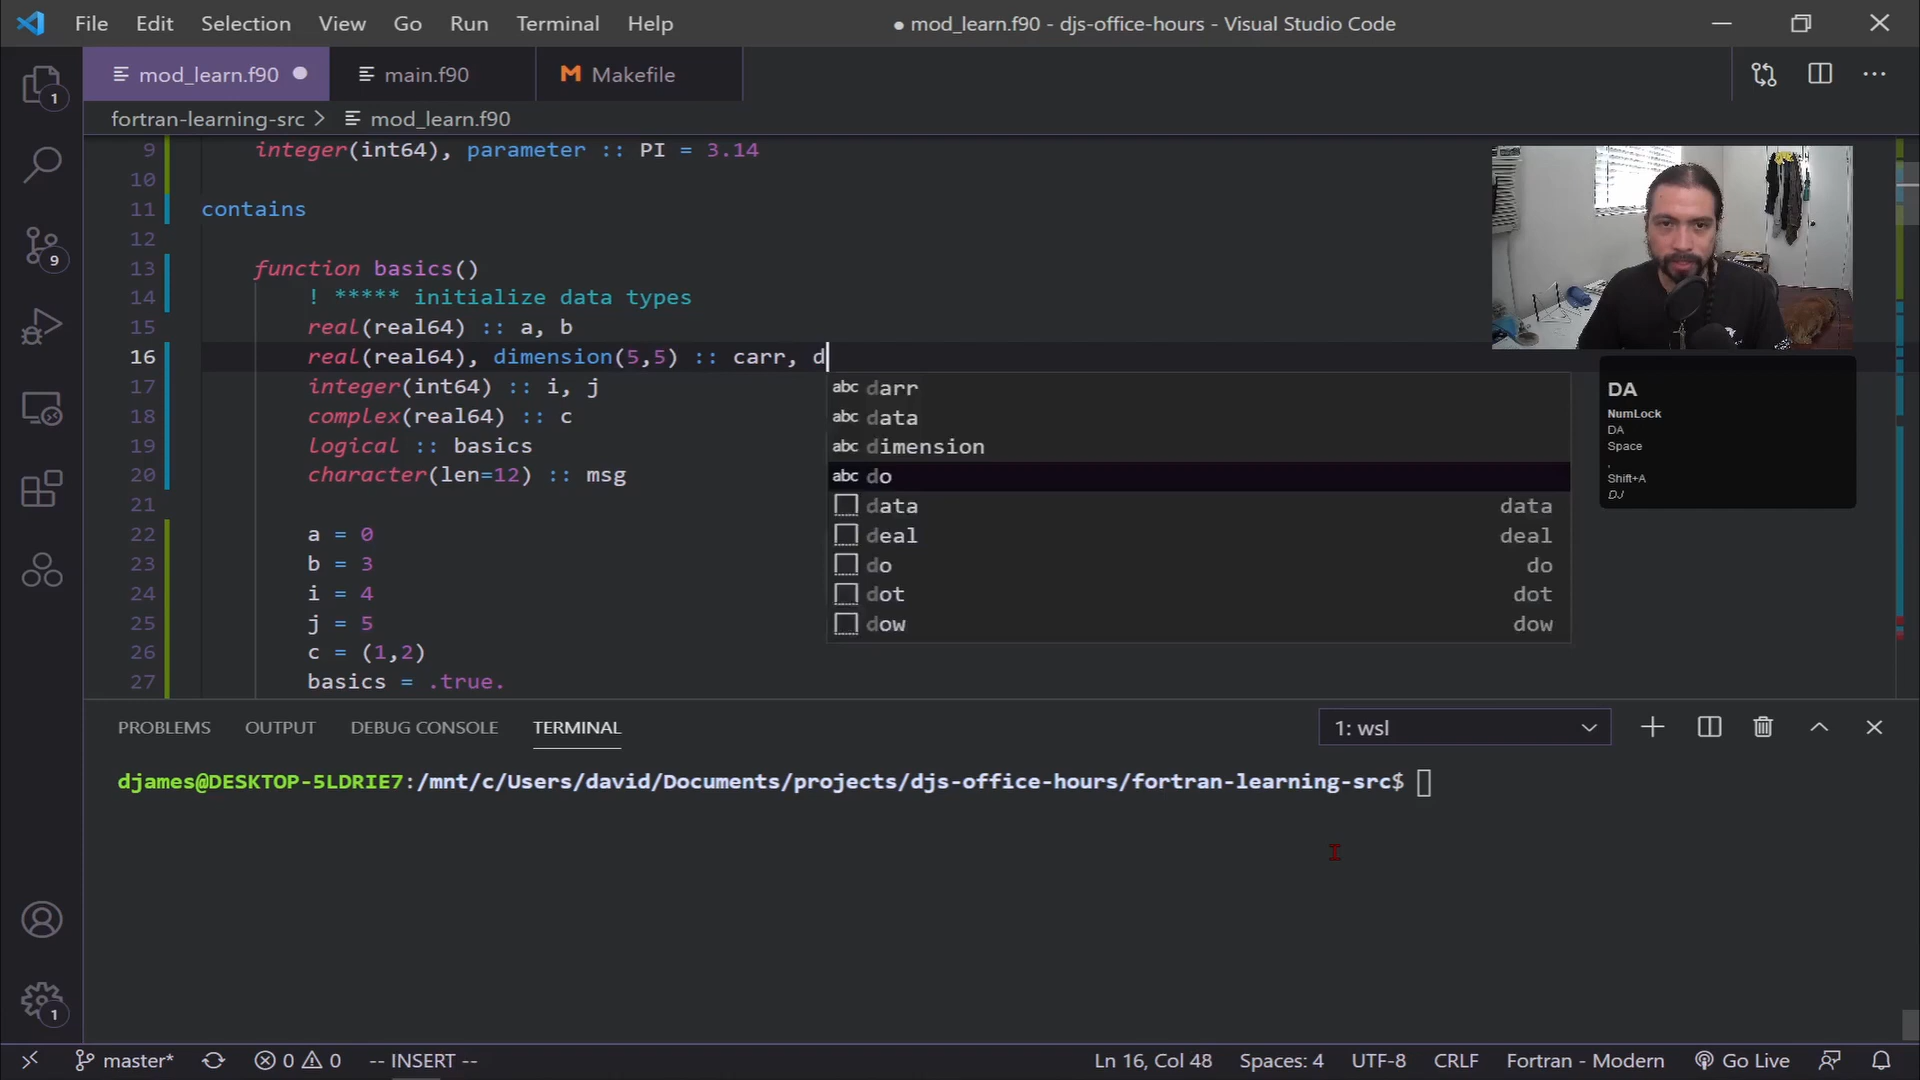 File Edit Selection View Go Run Terminal Help
● mod_learn.f90 - djs-office-hours - Visual Studio Code
mod_learn.f90 main.f90 Makefile
fortran-learning-src > mod_learn.f90
9 integer(int64), parameter :: PI = 3.14
10
11 contains
12
13 function basics()
14 ! ***** initialize data types
15 real(real64) :: a, b
16 real(real64), dimension(5,5) :: carr, d
17 integer(int64) :: i, j
18 complex(real64) :: c
19 logical :: basics
20 character(len=12) :: msg
21
22 a = 0
23 b = 3
24 i = 4
25 j = 5
26 c = (1,2)
27 basics = .true.
abc darr
abc data
abc dimension
abc do
data data
deal deal
do do
dot dot
dow dow
DA
NumLock
DA
Space
,
Shift+A
DJ
1
9
1
PROBLEMS OUTPUT DEBUG CONSOLE TERMINAL 1: wsl
djames@DESKTOP-5LDRIE7:/mnt/c/Users/david/Documents/projects/djs-office-hours/fortran-learning-src$
master* 0 0 -- INSERT -- Ln 16, Col 48 Spaces: 4 UTF-8 CRLF Fortran - Modern Go Live